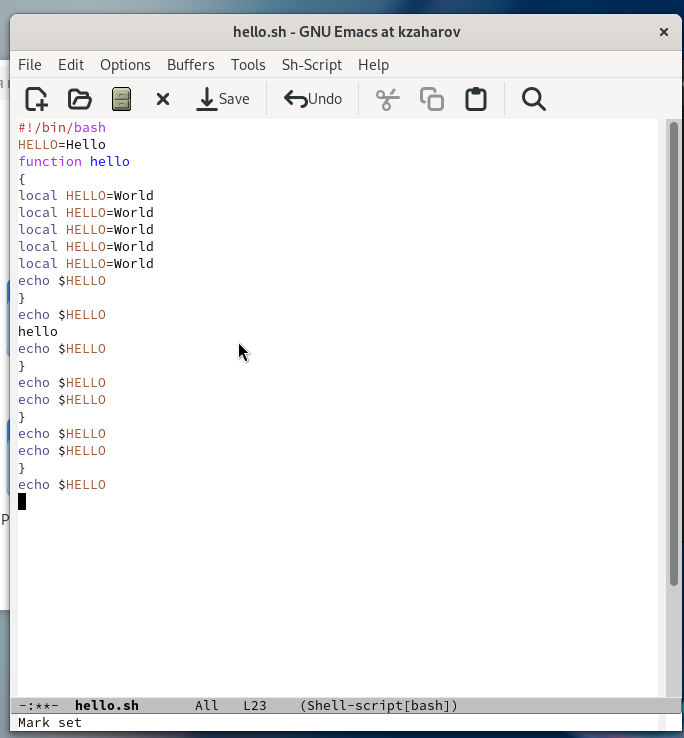 hello.sh - GNU Emacs at kzaharov ×
File Edit Options Buffers Tools Sh-Script Help
Save Undo
#!/bin/bash
HELLO=Hello
function hello
{
local HELLO=World
local HELLO=World
local HELLO=World
local HELLO=World
local HELLO=World
echo $HELLO
}
echo $HELLO
hello
echo $HELLO
}
echo $HELLO
echo $HELLO
}
echo $HELLO
echo $HELLO
}
echo $HELLO
-:**- hello.sh All L23 (Shell-script[bash])
Mark set